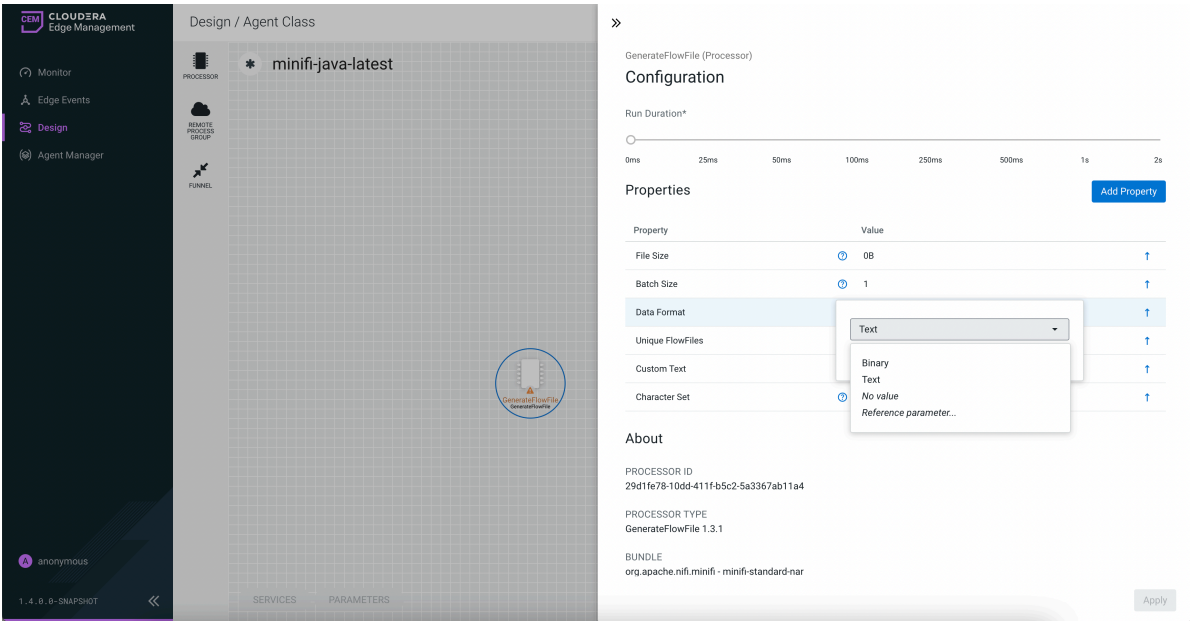 CEM
CLOUDERA
Edge Management
Monitor
Edge Events
Design
Agent Manager
A anonymous
1.4.0.0-SNAPSHOT
Design / Agent Class
PROCESSOR
REMOTE
PROCESS
GROUP
FUNNEL
minifi-java-latest
GenerateFlowFile
GenerateFlowFile
SERVICES PARAMETERS
GenerateFlowFile (Processor)
Configuration
Run Duration*
0ms 25ms 50ms 100ms 250ms 500ms 1s 2s
Properties
Add Property
Property Value
File Size 0B
Batch Size 1
Data Format
Unique FlowFiles
Custom Text
Character Set
Text
Binary
Text
No value
Reference parameter...
About
PROCESSOR ID
29d1fe78-10dd-411f-b5c2-5a3367ab11a4
PROCESSOR TYPE
GenerateFlowFile 1.3.1
BUNDLE
org.apache.nifi.minifi - minifi-standard-nar
Apply